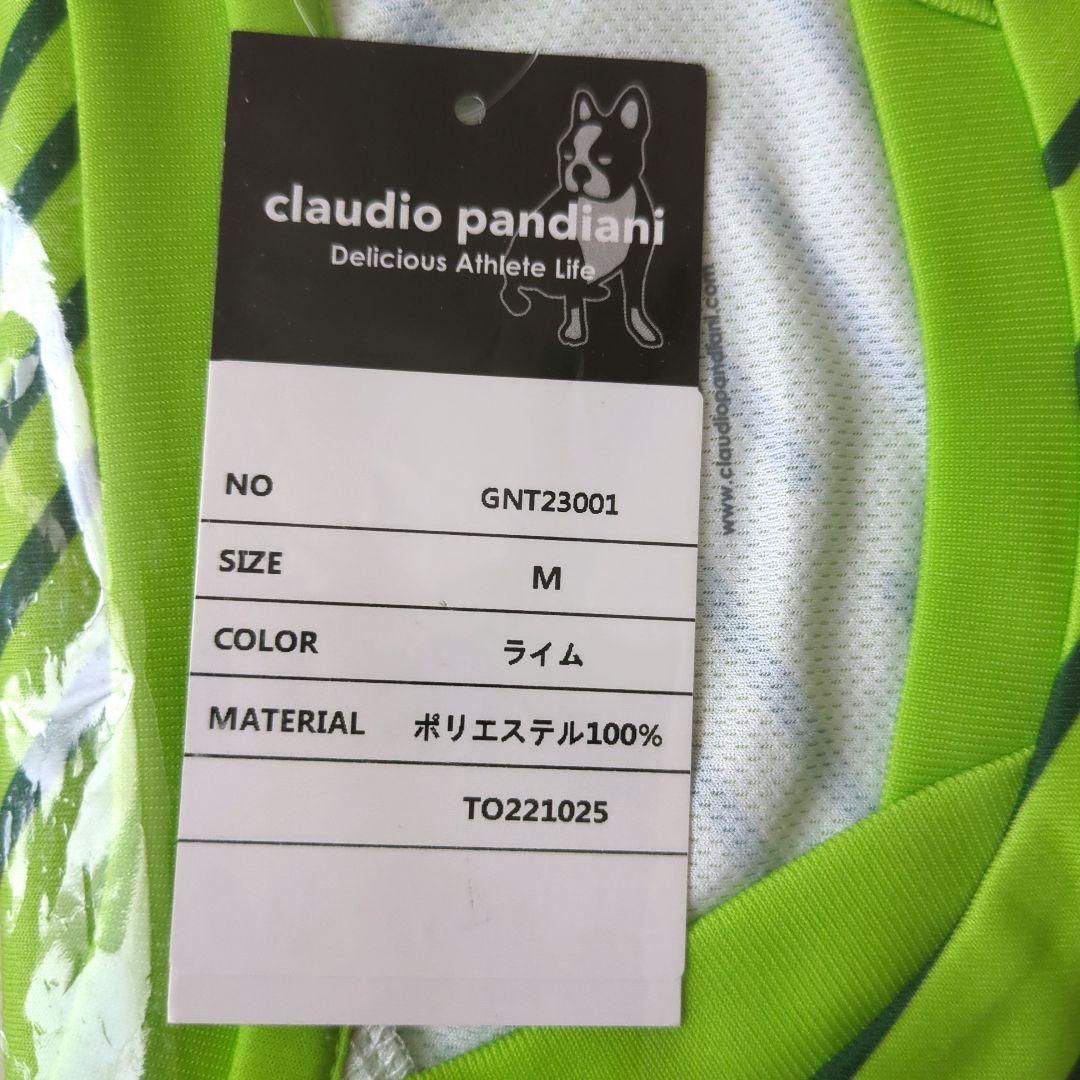 claudio pandiani
Delicious Athlete Life
NO GNT23001
SIZE M
COLOR ライム
MATERIAL ポリエステル100%
TO221025
www.claudiopandiani.com